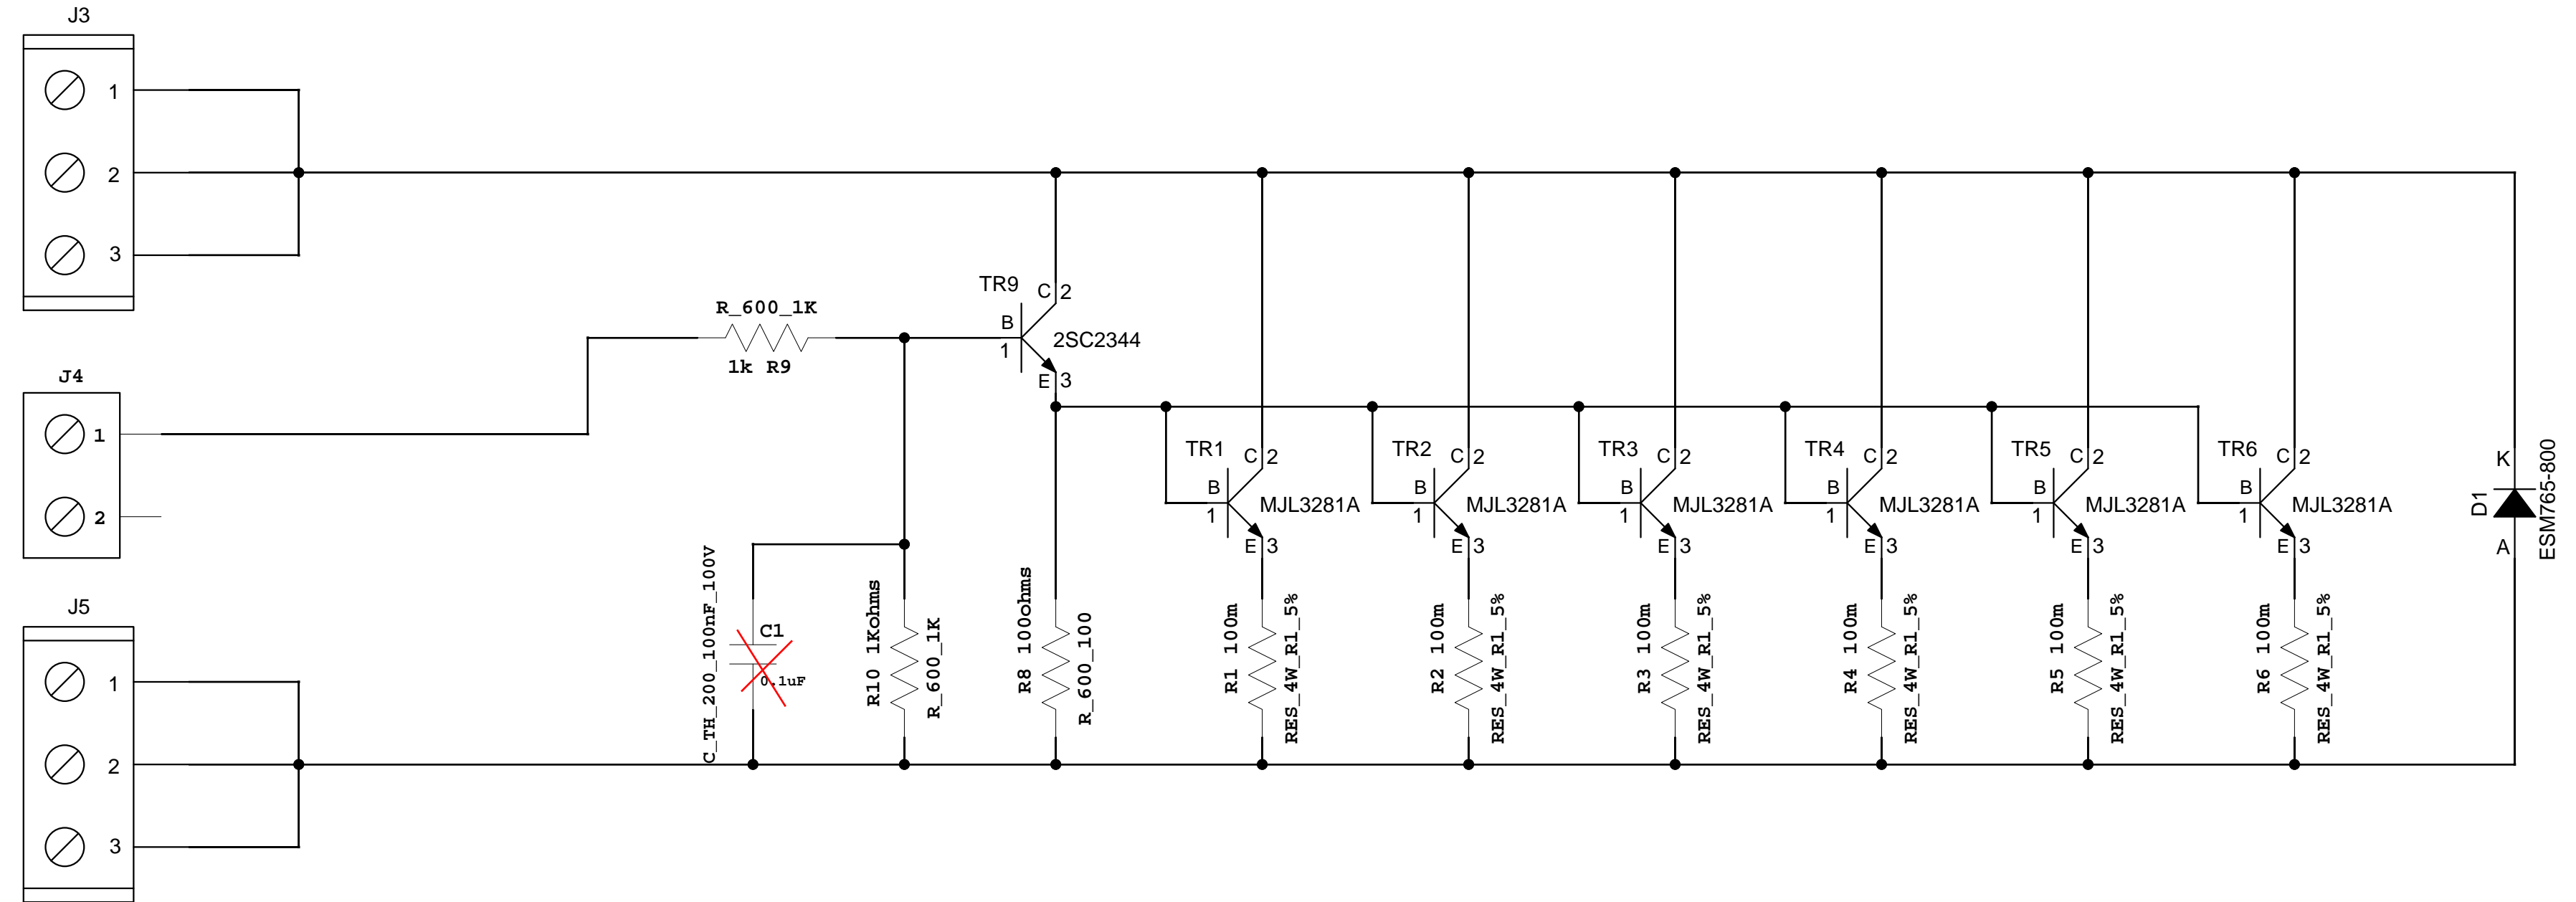 J3
1
2
3
J4
1
2
J5
1
2
3
R_600_1K
1k R9
C_TH_200_100nF_100V
C1
0.1uF
R10 1Kohms
R_600_1K
TR9
C 2
B
1
2SC2344
E 3
R8 100ohms
R_600_100
TR1
C 2
B
1
MJL3281A
E 3
R1 100m
RES_4W_R1_5%
TR2
C 2
B
1
MJL3281A
E 3
R2 100m
RES_4W_R1_5%
TR3
C 2
B
1
MJL3281A
E 3
R3 100m
RES_4W_R1_5%
TR4
C 2
B
1
MJL3281A
E 3
R4 100m
RES_4W_R1_5%
TR5
C 2
B
1
MJL3281A
E 3
R5 100m
RES_4W_R1_5%
TR6
C 2
B
1
MJL3281A
E 3
R6 100m
RES_4W_R1_5%
K
D1
A
ESM765-800